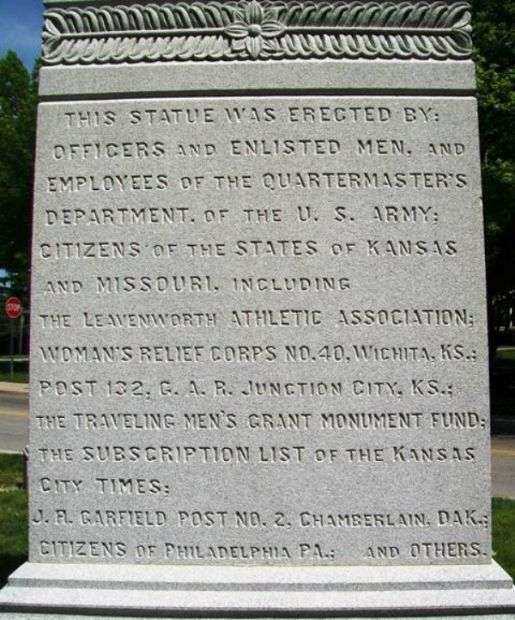 THIS STATUE WAS ERECTED BY:
OFFICERS AND ENLISTED MEN, AND
EMPLOYEES OF THE QUARTERMASTER'S
DEPARTMENT, OF THE U. S. ARMY;
CITIZENS OF THE STATES OF KANSAS
AND MISSOURI, INCLUDING
THE LEAVENWORTH ATHLETIC ASSOCIATION;
WOMAN'S RELIEF CORPS NO. 40, WICHITA, KS.;
POST 132, G. A. R. JUNCTION CITY, KS.;
THE TRAVELING MEN'S GRANT MONUMENT FUND;
THE SUBSCRIPTION LIST OF THE KANSAS
CITY TIMES;
J. A. GARFIELD POST NO. 2, CHAMBERLAIN, DAK.;
CITIZENS OF PHILADELPHIA PA.; AND OTHERS.
STOP